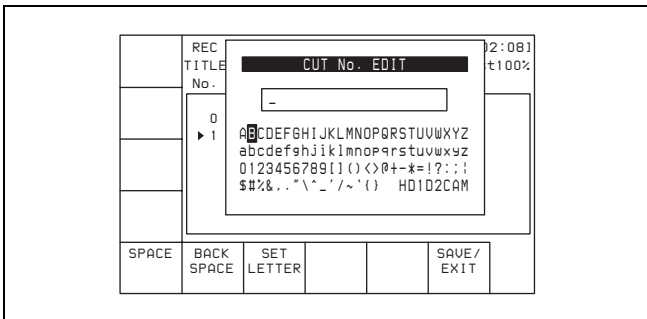 REC 02:08]
TITLE CUT No. EDIT t100%
No.
_
0
▶ 1
ABCDEFGHIJKLMNOPQRSTUVWXYZ
abcdefghijklmnopqrstuvwxyz
0123456789[]()<>@+-*=!?:;¦
$#%&,."\^_'/~`{} HD1D2CAM
SPACE BACK SPACE SET LETTER SAVE/ EXIT